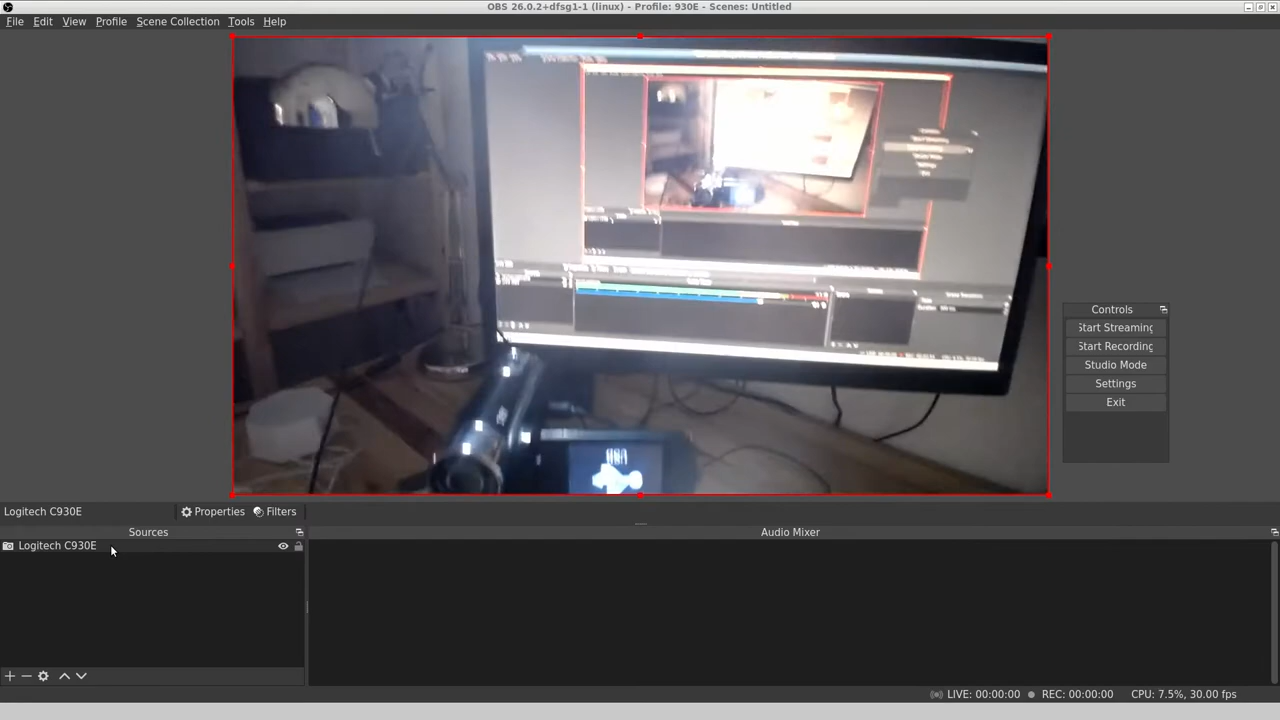 OBS 26.0.2+dfsg1-1 (linux) - Profile: 930E - Scenes: Untitled
File Edit View Profile Scene Collection Tools Help
Controls
Start Streaming
Start Recording
Studio Mode
Settings
Exit
Logitech C930E Properties Filters
Sources Audio Mixer
Logitech C930E
LIVE: 00:00:00 REC: 00:00:00 CPU: 7.5%, 30.00 fps